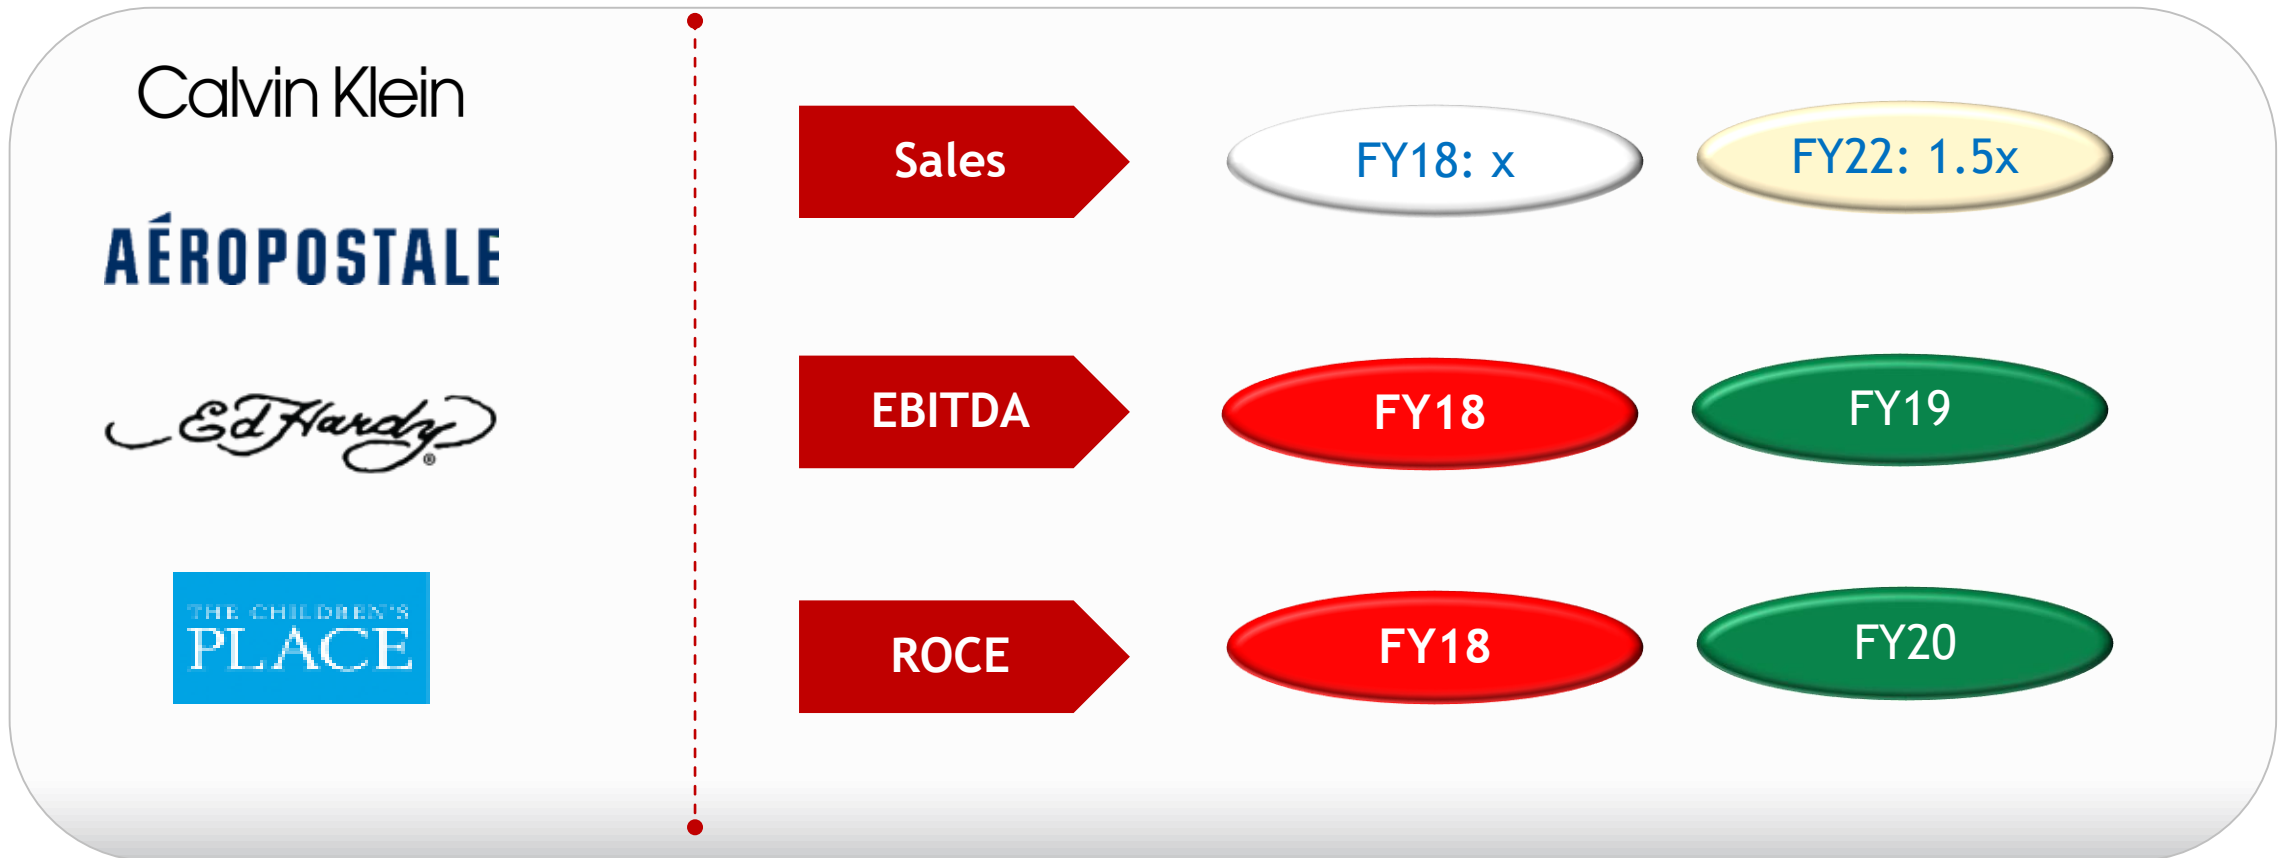 Calvin Klein
AÉROPOSTALE
Ed Hardy®
THE CHILDREN'S
PLACE
Sales
FY18: x
FY22: 1.5x
EBITDA
FY18
FY19
ROCE
FY18
FY20